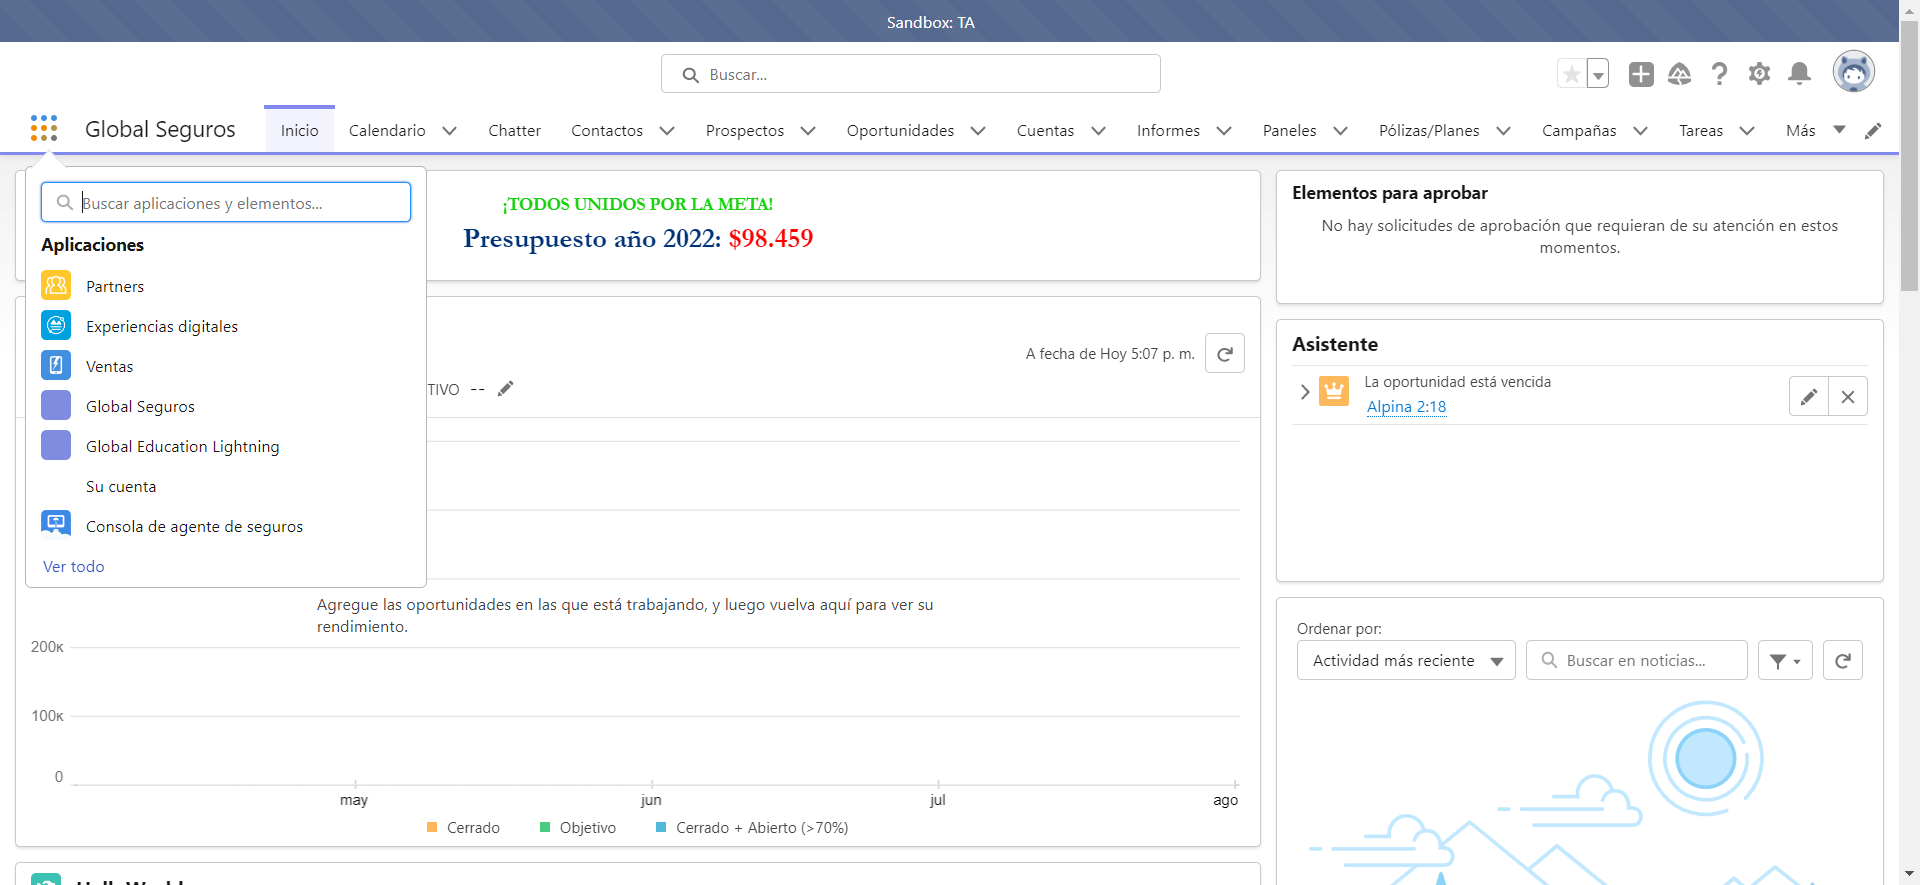 Sandbox: TA
Buscar...
Global Seguros
Inicio
Calendario
Chatter
Contactos
Prospectos
Oportunidades
Cuentas
Informes
Paneles
Pólizas/Planes
Campañas
Tareas
Más
Buscar aplicaciones y elementos...
Aplicaciones
Partners
Experiencias digitales
Ventas
Global Seguros
Global Education Lightning
Su cuenta
Consola de agente de seguros
Ver todo
¡TODOS UNIDOS POR LA META!
Presupuesto año 2022: $98.459
A fecha de Hoy 5:07 p. m.
TIVO --
Agregue las oportunidades en las que está trabajando, y luego vuelva aquí para ver su
rendimiento.
200K
100K
0
may
jun
jul
ago
Cerrado
Objetivo
Cerrado + Abierto (>70%)
Elementos para aprobar
No hay solicitudes de aprobación que requieran de su atención en estos
momentos.
Asistente
La oportunidad está vencida
Alpina 2:18
Ordenar por:
Actividad más reciente
Buscar en noticias...